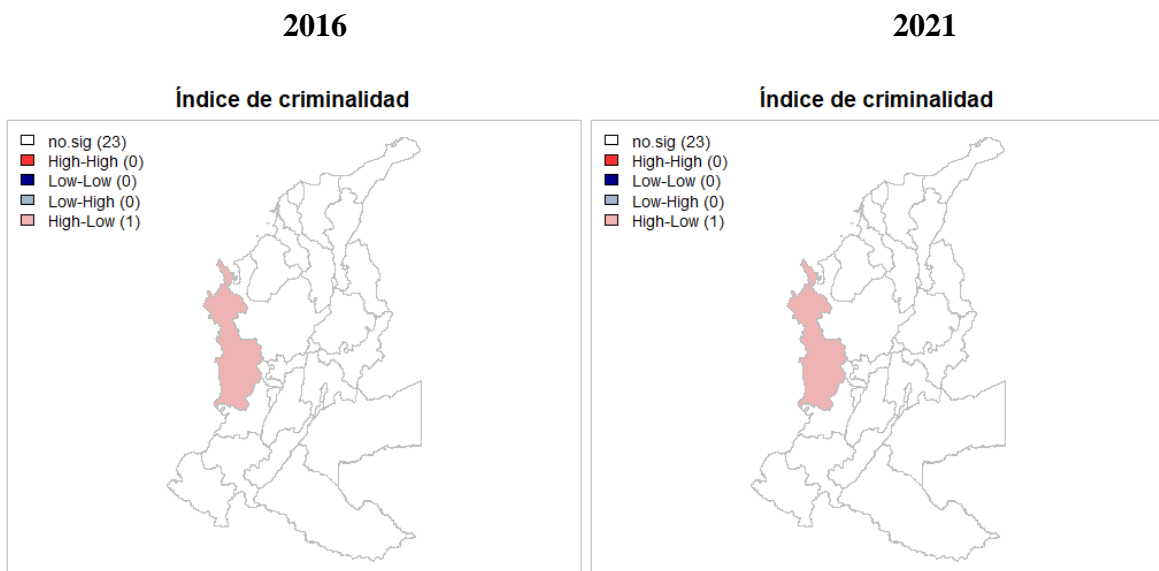 2016
2021
Índice de criminalidad
no.sig (23)
High-High (0)
Low-Low (0)
Low-High (0)
High-Low (1)
Índice de criminalidad
no.sig (23)
High-High (0)
Low-Low (0)
Low-High (0)
High-Low (1)